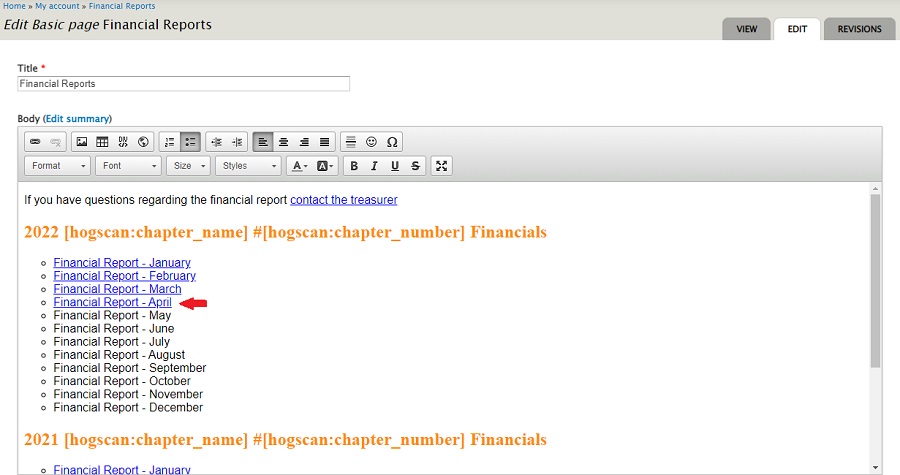 Home » My account » Financial Reports
Edit Basic page Financial Reports
VIEW EDIT REVISIONS
Title *
Financial Reports
Body (Edit summary)
Format Font Size Styles A A B I U S
If you have questions regarding the financial report contact the treasurer
2022 [hogscan:chapter_name] #[hogscan:chapter_number] Financials
Financial Report - January
Financial Report - February
Financial Report - March
Financial Report - April
Financial Report - May
Financial Report - June
Financial Report - July
Financial Report - August
Financial Report - September
Financial Report - October
Financial Report - November
Financial Report - December
2021 [hogscan:chapter_name] #[hogscan:chapter_number] Financials
Financial Report - January